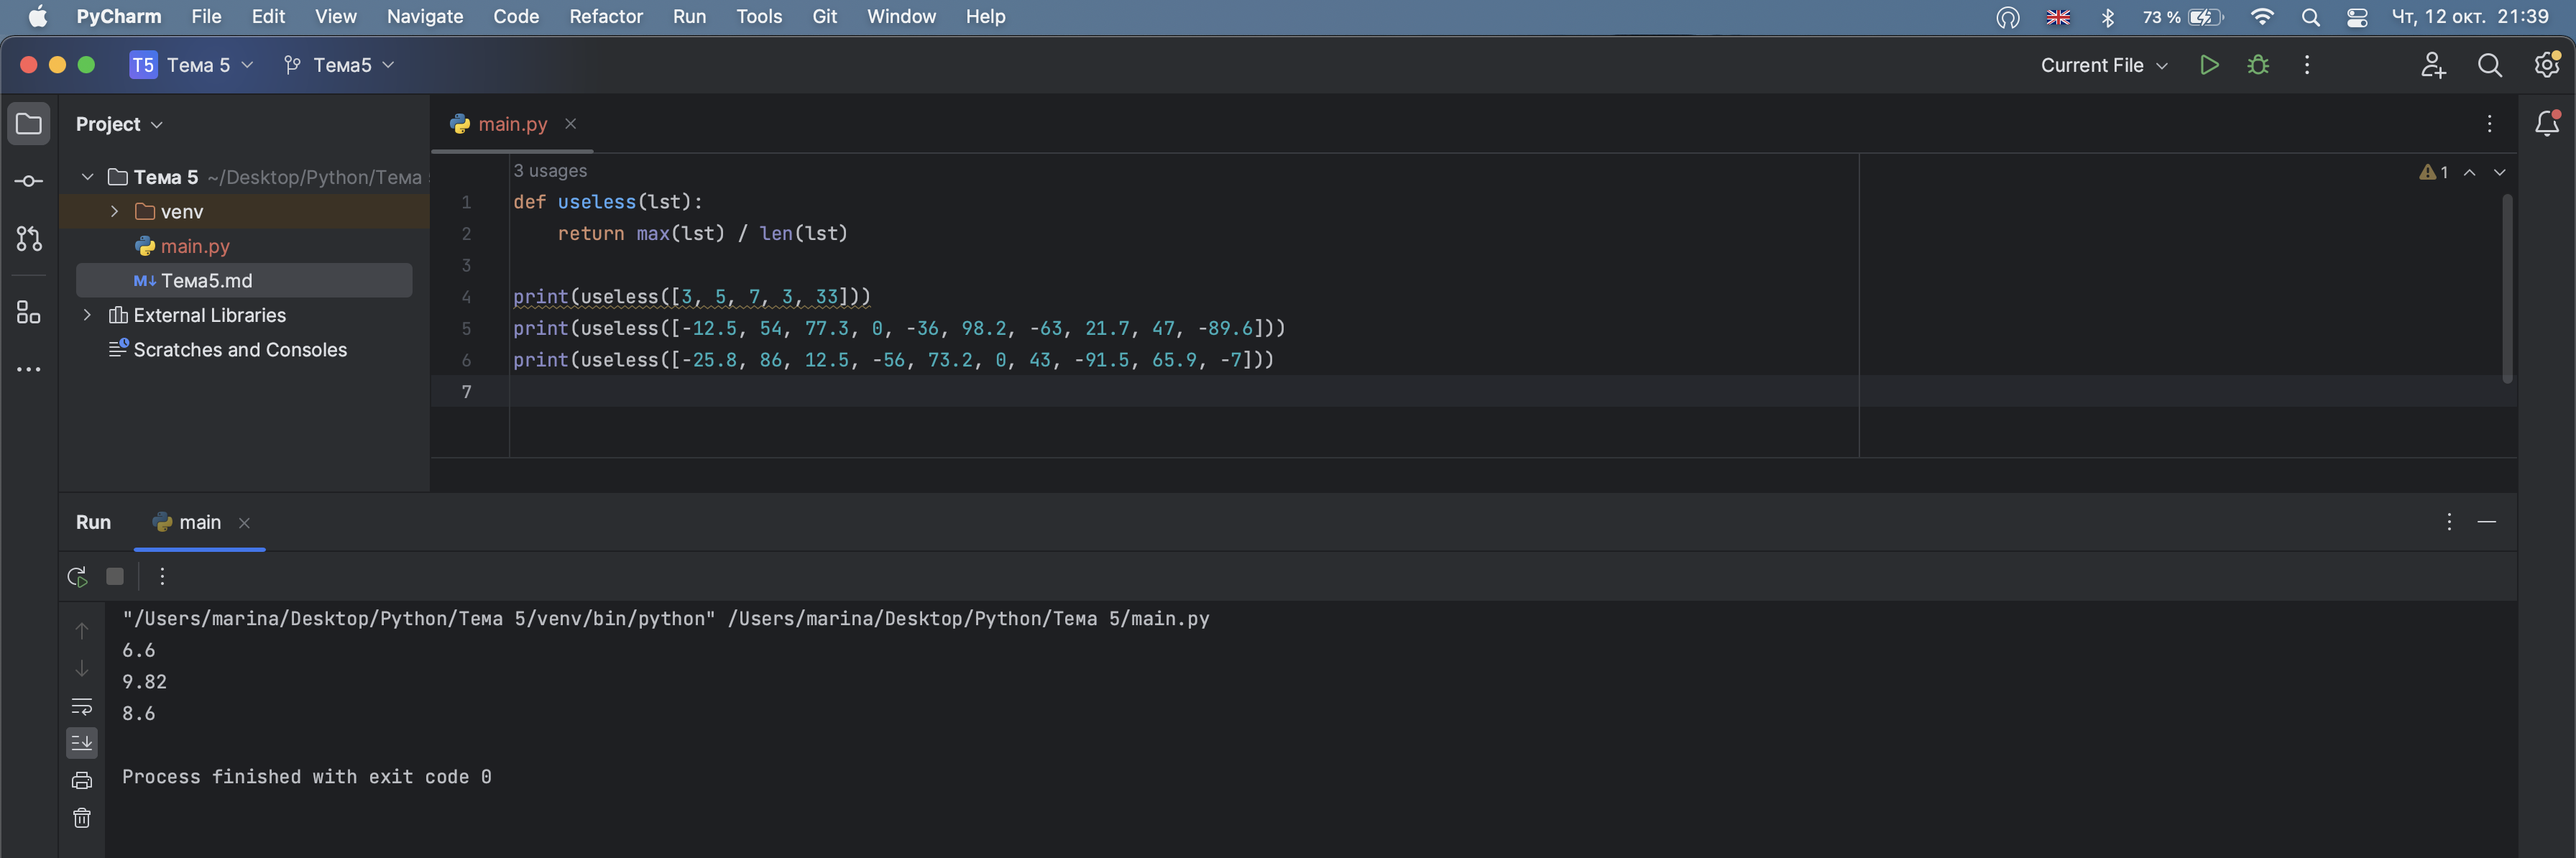 PyCharm File Edit View Navigate Code Refactor Run Tools Git Window Help 73 % Чт, 12 окт. 21:39
T5 Тема 5 Тема5 Current File
Project
main.py
Тема 5 ~/Desktop/Python/Тема
venv
main.py
M↓ Тема5.md
External Libraries
Scratches and Consoles
3 usages
1
1 def useless(lst):
2 return max(lst) / len(lst)
3
4 print(useless([3, 5, 7, 3, 33]))
5 print(useless([-12.5, 54, 77.3, 0, -36, 98.2, -63, 21.7, 47, -89.6]))
6 print(useless([-25.8, 86, 12.5, -56, 73.2, 0, 43, -91.5, 65.9, -7]))
7
Run main
"/Users/marina/Desktop/Python/Тема 5/venv/bin/python" /Users/marina/Desktop/Python/Тема 5/main.py
6.6
9.82
8.6
Process finished with exit code 0